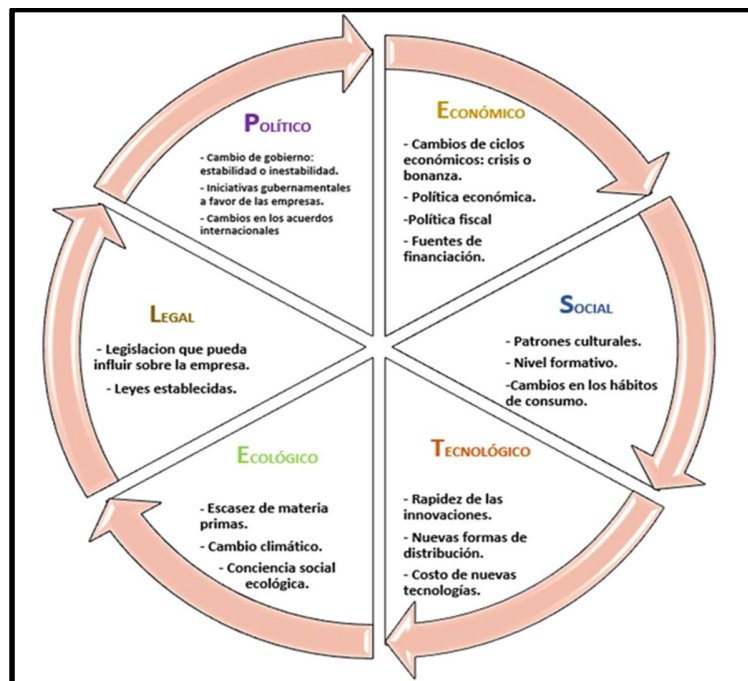 POLÍTICO
- Cambio de gobierno:
estabilidad o inestabilidad.
- Iniciativas gubernamentales
a favor de las empresas.
- Cambios en los acuerdos
internacionales
ECONÓMICO
- Cambios de ciclos
económicos: crisis o
bonanza.
- Política económica.
-Política fiscal
- Fuentes de
financiación.
SOCIAL
- Patrones culturales.
- Nivel formativo.
-Cambios en los hábitos
de consumo.
TECNOLÓGICO
- Rapidez de las
innovaciones.
- Nuevas formas de
distribución.
- Costo de nuevas
tecnologías.
ECOLÓGICO
- Escasez de materia
primas.
- Cambio climático.
- Conciencia social
ecológica.
LEGAL
- Legislacion que pueda
influir sobre la empresa.
- Leyes establecidas.